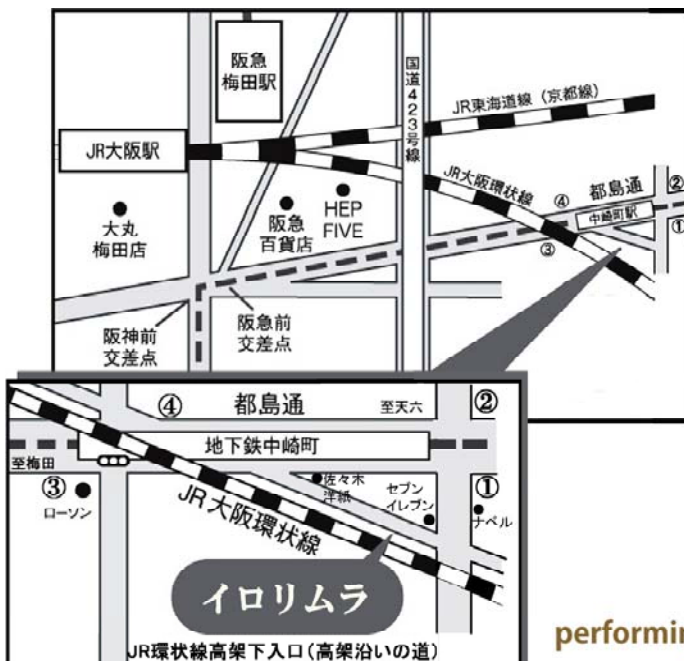 阪急
梅田駅
国道423号線
JR東海道線（京都線）
JR大阪駅
JR大阪環状線
大丸
梅田店
阪急
百貨店
HEP
FIVE
④
都島通
②
中崎町駅
①
③
阪神前
交差点
阪急前
交差点
④
都島通
至天六
②
地下鉄中崎町
至梅田
③
ローソン
佐々木
洋紙
セブン
イレブン
①
ナベル
JR大阪環状線
イロリムラ
JR環状線高架下入口（高架沿いの道）
performin